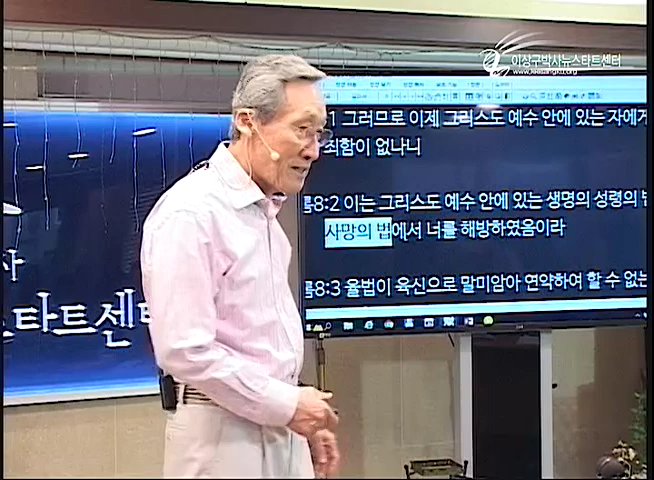 이상구박사뉴스타트센터
www.leesangku.org
1 그러므로 이제 그리스도 예수 안에 있는 자에게
죄함이 없나니
롬8:2 이는 그리스도 예수 안에 있는 생명의 성령의 법
사망의 법에서 너를 해방하였음이라
롬8:3 율법이 육신으로 말미암아 연약하여 할 수 없는
스타트센